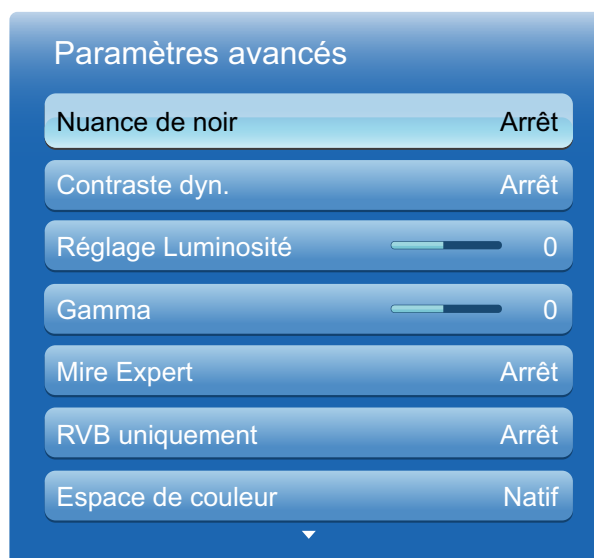 Paramètres avancés
Nuance de noir Arrêt
Contraste dyn. Arrêt
Réglage Luminosité 0
Gamma 0
Mire Expert Arrêt
RVB uniquement Arrêt
Espace de couleur Natif